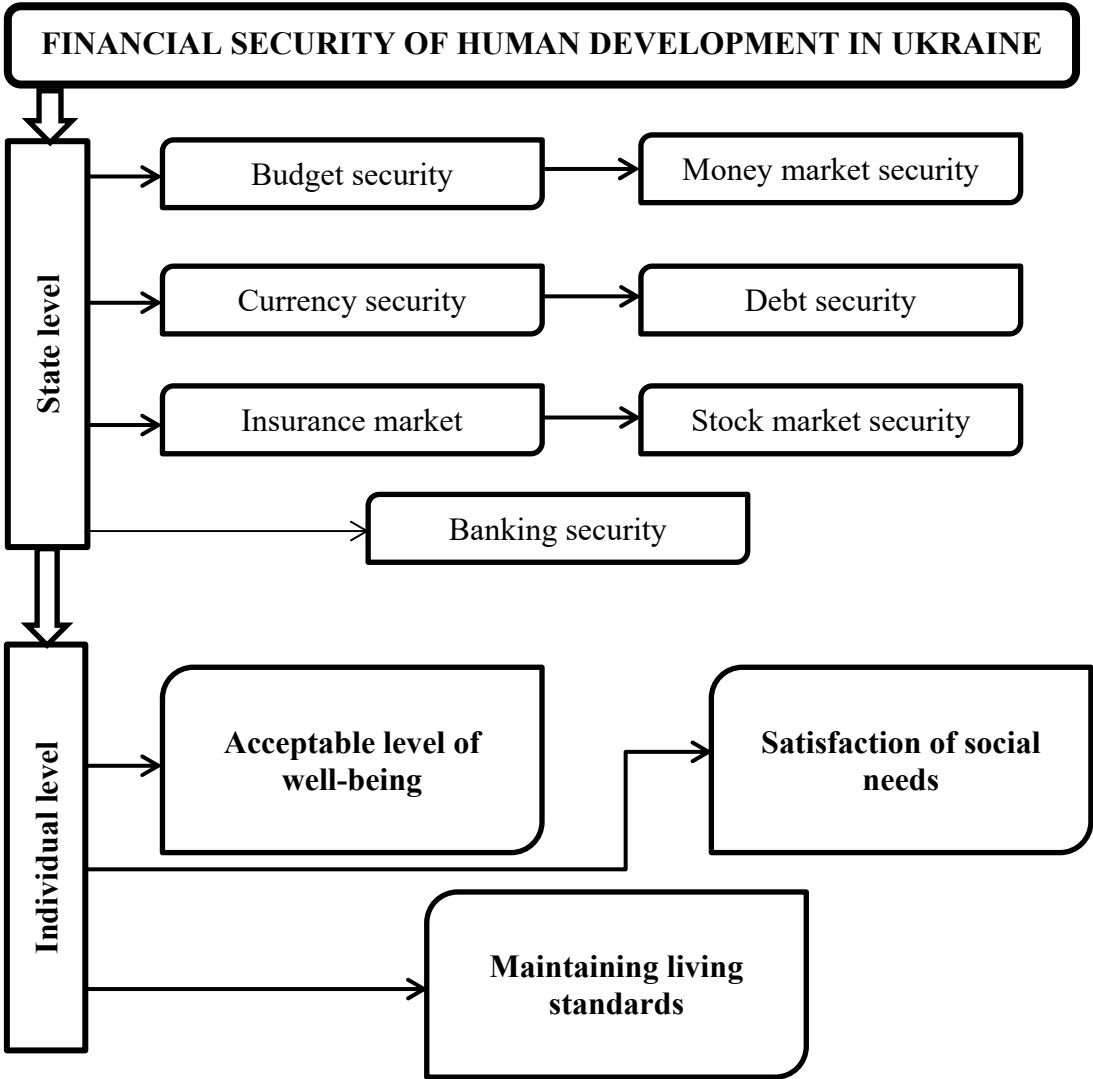 FINANCIAL SECURITY OF HUMAN DEVELOPMENT IN UKRAINE
State level
Budget security
Money market security
Currency security
Debt security
Insurance market
Stock market security
Banking security
Individual level
Acceptable level of
well-being
Satisfaction of social
needs
Maintaining living
standards